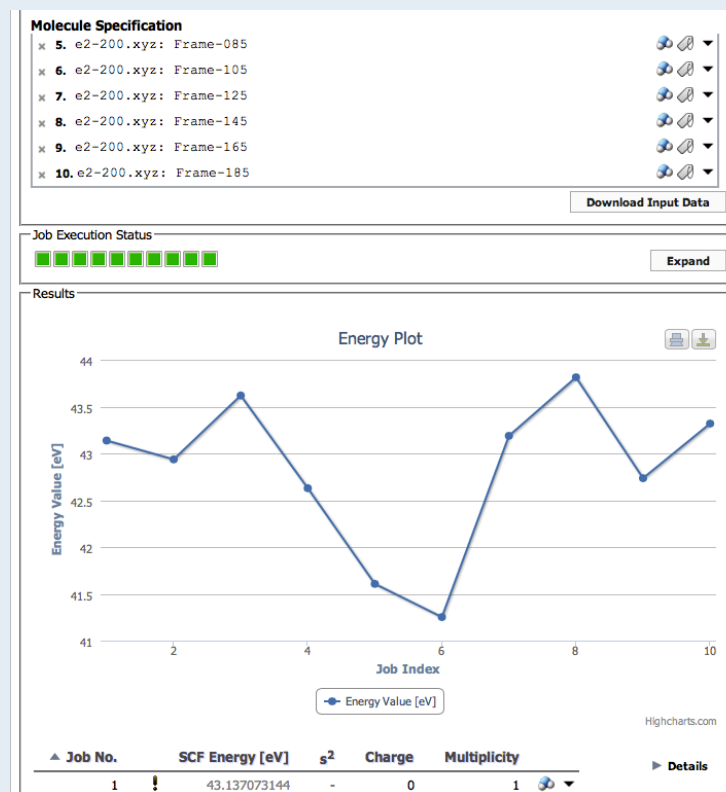 Molecule Specification
× 5. e2-200.xyz: Frame-085
× 6. e2-200.xyz: Frame-105
× 7. e2-200.xyz: Frame-125
× 8. e2-200.xyz: Frame-145
× 9. e2-200.xyz: Frame-165
× 10. e2-200.xyz: Frame-185
Download Input Data
Job Execution Status
Expand
Results
Energy Plot
44
43.5
43
42.5
42
41.5
41
Energy Value [eV]
2 4 6 8 10
Job Index
Energy Value [eV]
Highcharts.com
Job No. SCF Energy [eV] s² Charge Multiplicity
Details
1 ! 43.137073144 - 0 1